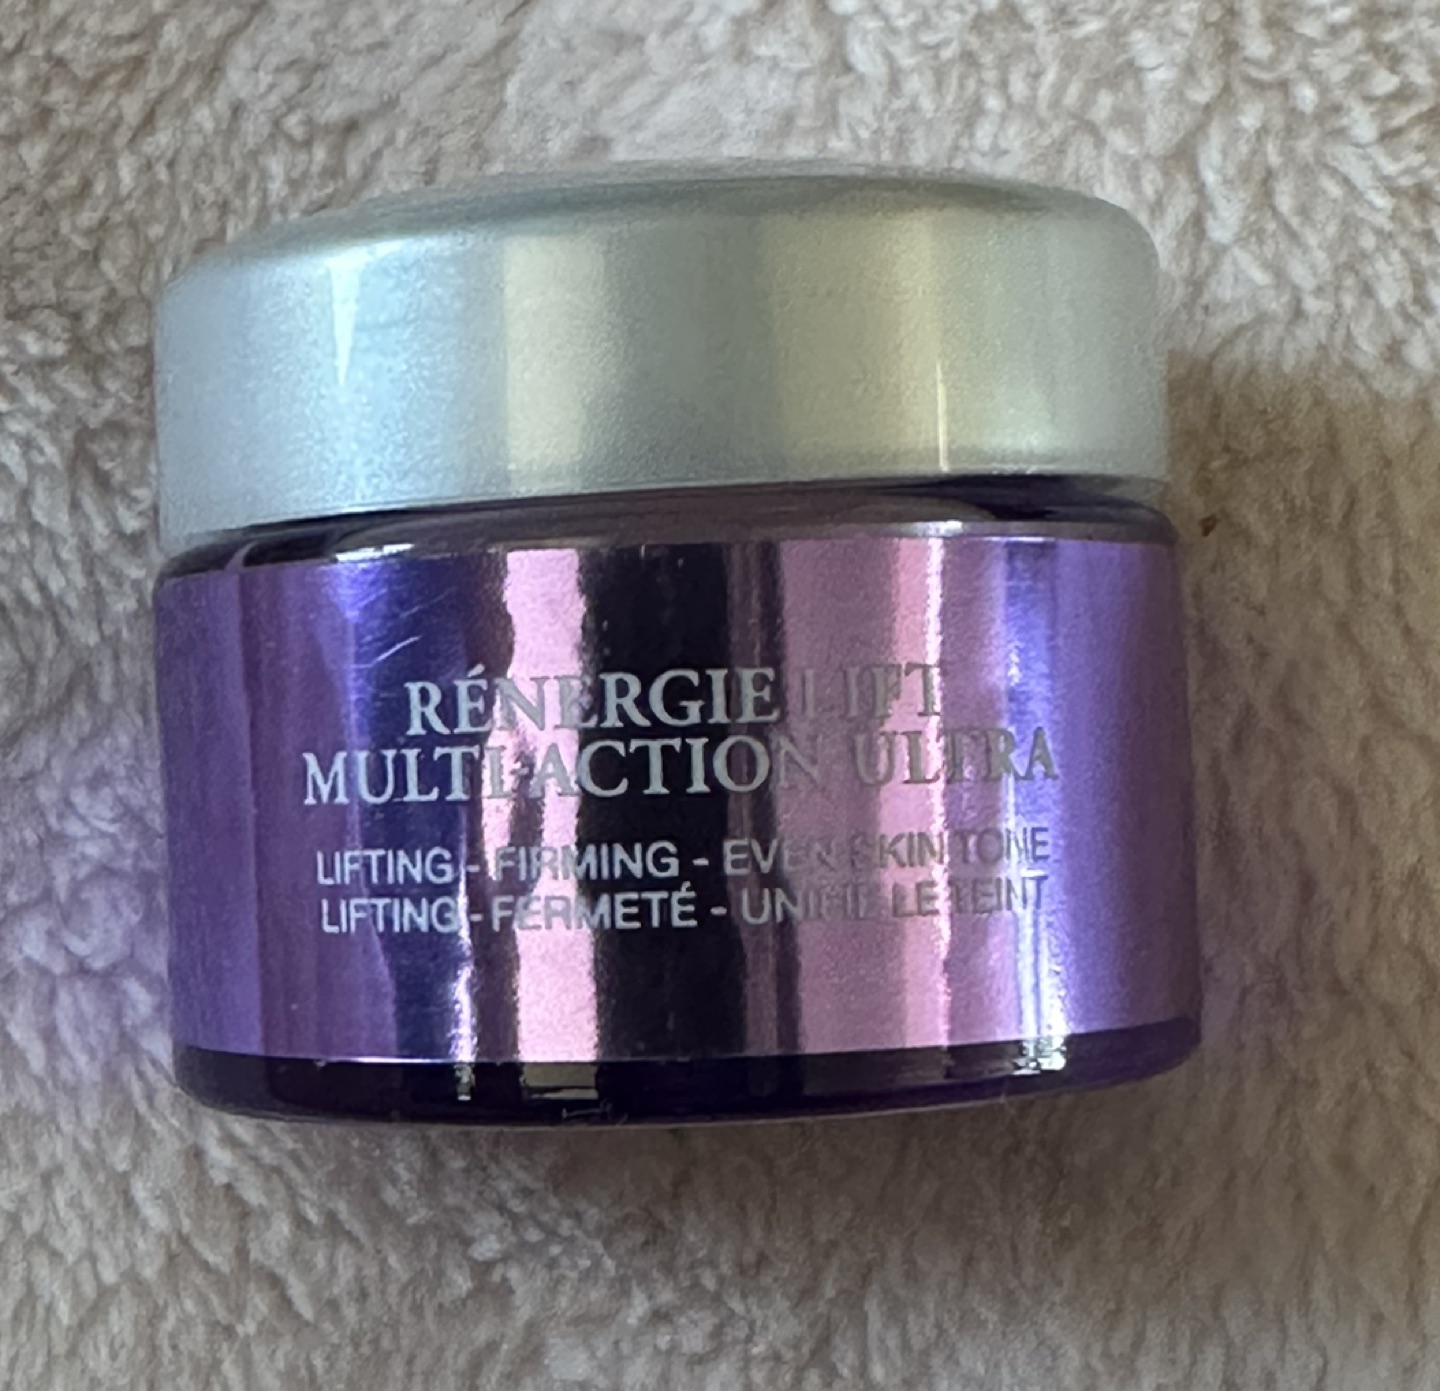 RÉNERGIE LIFT
MULTI-ACTION ULTRA
LIFTING - FIRMING - EVEN SKIN TONE
LIFTING - FERMETÉ - UNIFIE LE TEINT